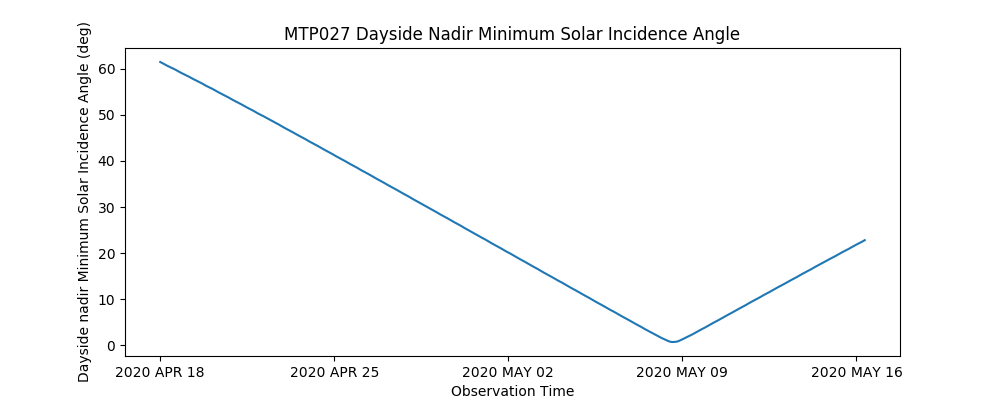 MTP027 Dayside Nadir Minimum Solar Incidence Angle
Dayside nadir Minimum Solar Incidence Angle (deg)
60
50
40
30
20
10
0
2020 APR 18
2020 APR 25
2020 MAY 02
2020 MAY 09
2020 MAY 16
Observation Time